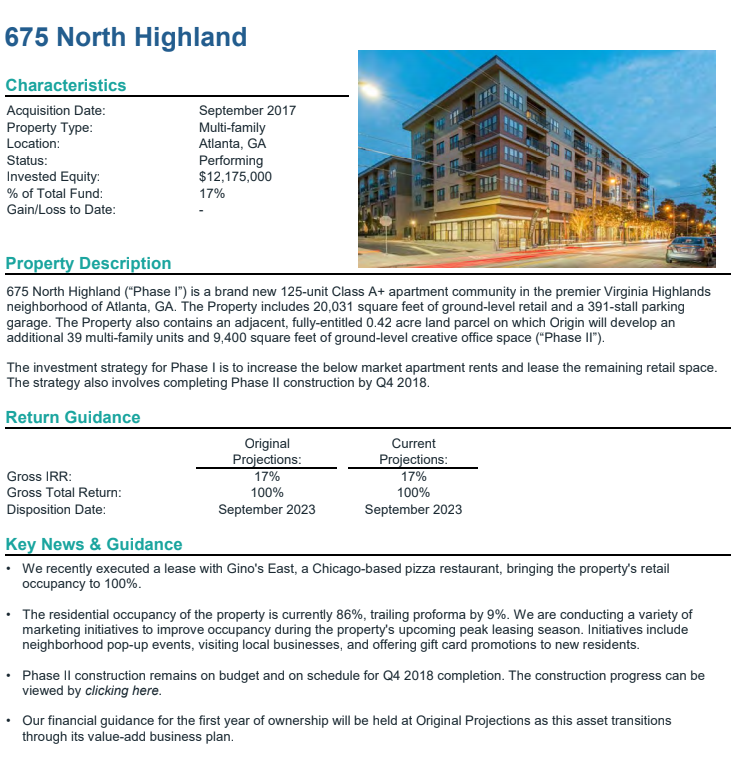 675 North Highland
Characteristics
Acquisition Date: September 2017
Property Type: Multi-family
Location: Atlanta, GA
Status: Performing
Invested Equity: $12,175,000
% of Total Fund: 17%
Gain/Loss to Date: -
Property Description
675 North Highland (“Phase I”) is a brand new 125-unit Class A+ apartment community in the premier Virginia Highlands
neighborhood of Atlanta, GA. The Property includes 20,031 square feet of ground-level retail and a 391-stall parking
garage. The Property also contains an adjacent, fully-entitled 0.42 acre land parcel on which Origin will develop an
additional 39 multi-family units and 9,400 square feet of ground-level creative office space (“Phase II”).
The investment strategy for Phase I is to increase the below market apartment rents and lease the remaining retail space.
The strategy also involves completing Phase II construction by Q4 2018.
Return Guidance
Original Current
Projections: Projections:
Gross IRR: 17% 17%
Gross Total Return: 100% 100%
Disposition Date: September 2023 September 2023
Key News & Guidance
• We recently executed a lease with Gino's East, a Chicago-based pizza restaurant, bringing the property's retail
occupancy to 100%.
• The residential occupancy of the property is currently 86%, trailing proforma by 9%. We are conducting a variety of
marketing initiatives to improve occupancy during the property's upcoming peak leasing season. Initiatives include
neighborhood pop-up events, visiting local businesses, and offering gift card promotions to new residents.
• Phase II construction remains on budget and on schedule for Q4 2018 completion. The construction progress can be
viewed by clicking here.
• Our financial guidance for the first year of ownership will be held at Original Projections as this asset transitions
through its value-add business plan.